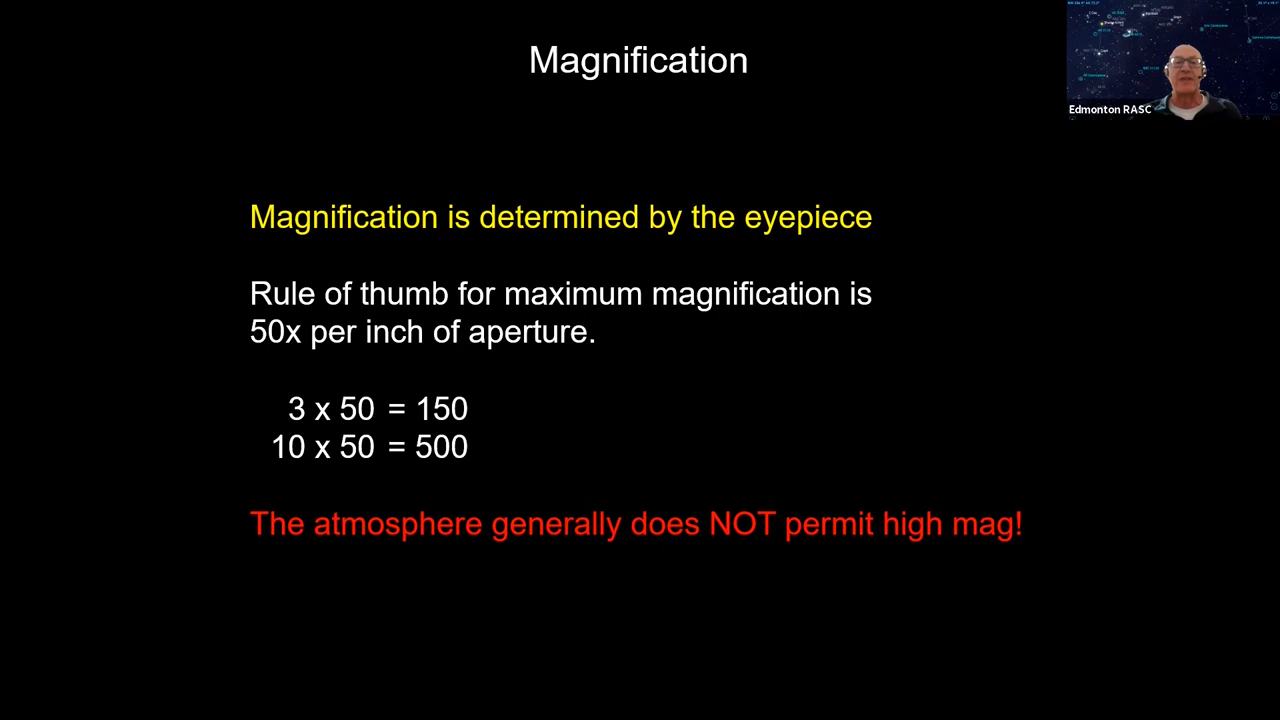 Magnification
Edmonton RASC
Magnification is determined by the eyepiece
Rule of thumb for maximum magnification is
50x per inch of aperture.
3 x 50 = 150
10 x 50 = 500
The atmosphere generally does NOT permit high mag!